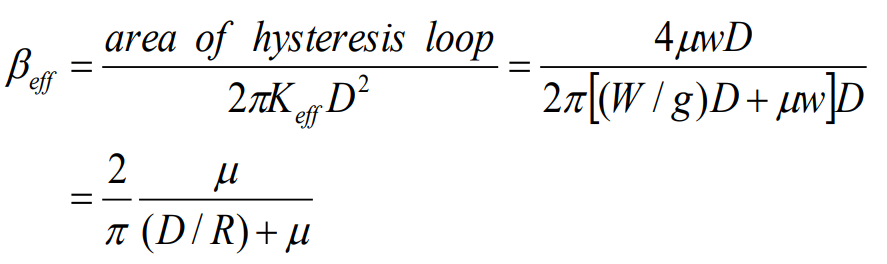 β_eff = area of hysteresis loop / 2πK_eff D² = 4μwD / 2π[(W / g)D + μw]D
= 2/π μ / (D / R) + μ